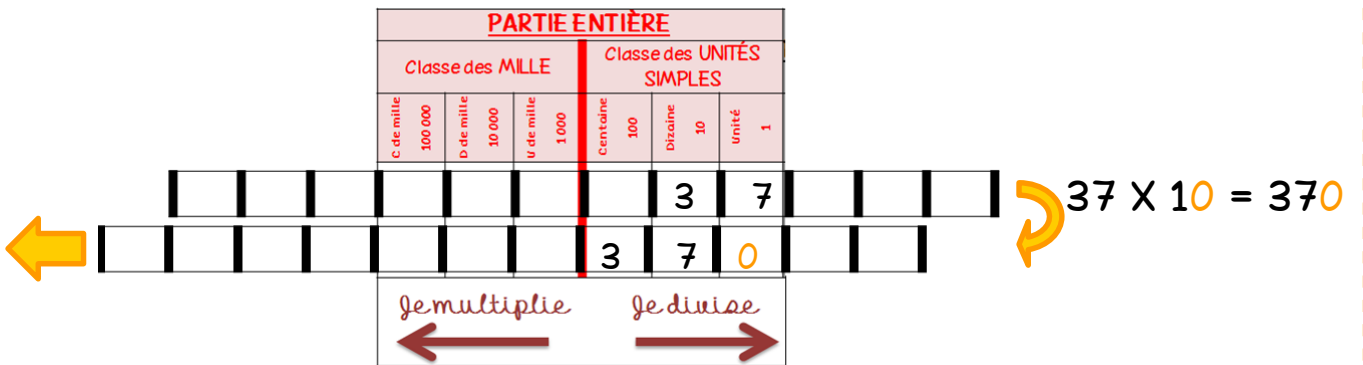 PARTIE ENTIÈRE
Classe des MILLE
Classe des UNITÉS
SIMPLES
C de mille
100 000
D de mille
10 000
U de mille
1 000
Centaine
100
Dizaine
10
Unité
1
3 7
37 X 10 = 370
3 7 0
Je multiplie
Je divise